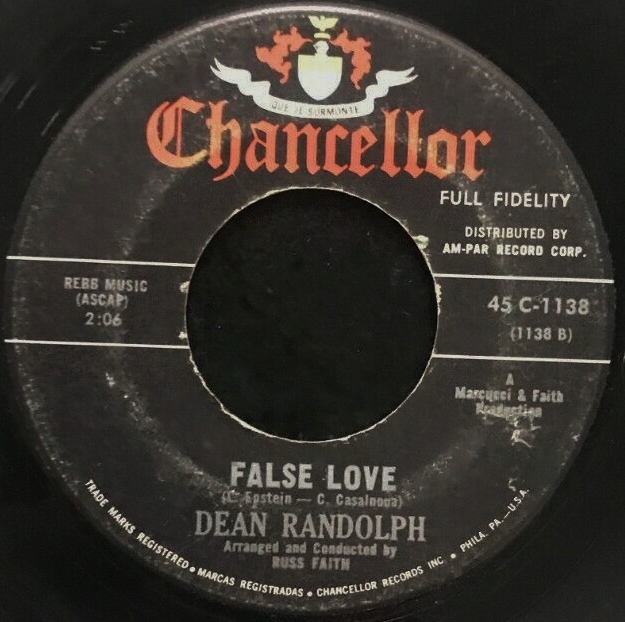 QUE JE SURMONTE
Chancellor
FULL FIDELITY
DISTRIBUTED BY
AM-PAR RECORD CORP.
REBB MUSIC
(ASCAP)
2:06
45 C-1138
(1138 B)
A
Marcucci & Faith
Production
FALSE LOVE
(C. Epstein — C. Casalnova)
DEAN RANDOLPH
Arranged and Conducted by
RUSS FAITH
TRADE MARKS REGISTERED • MARCAS REGISTRADAS • CHANCELLOR RECORDS INC. • PHILA. PA.—U.S.A.